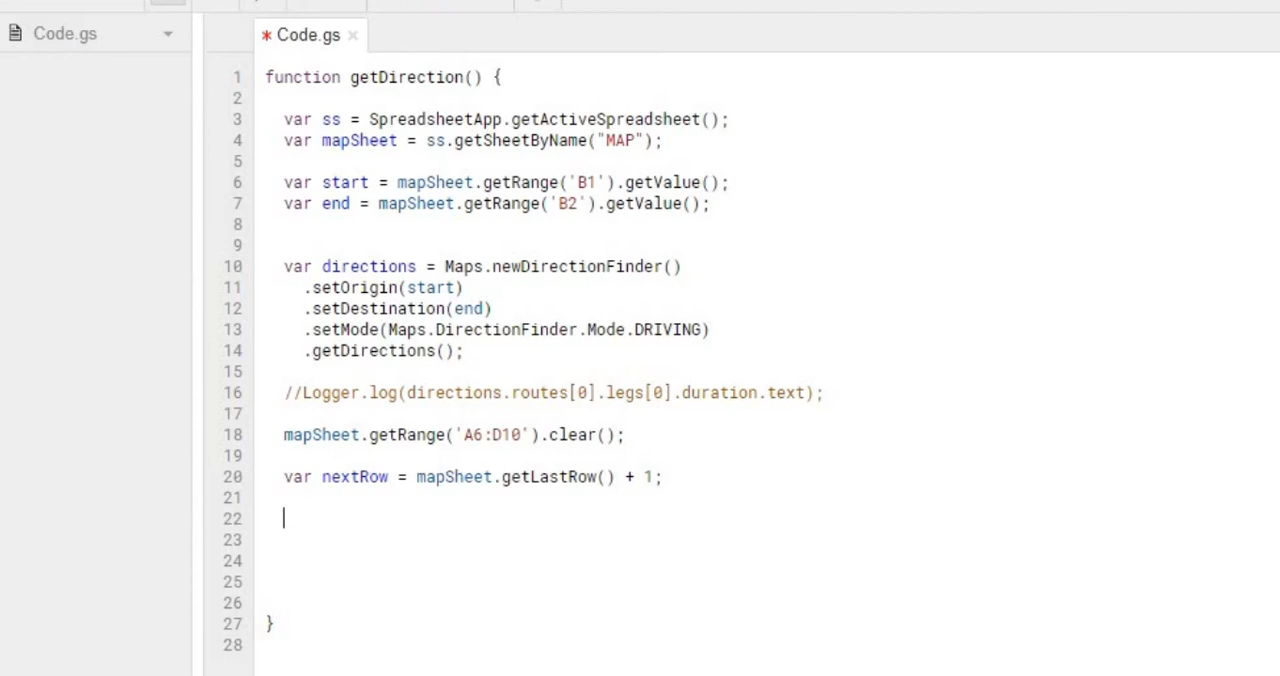 Code.gs
* Code.gs ×
1 function getDirection() {
2
3 var ss = SpreadsheetApp.getActiveSpreadsheet();
4 var mapSheet = ss.getSheetByName("MAP");
5
6 var start = mapSheet.getRange('B1').getValue();
7 var end = mapSheet.getRange('B2').getValue();
8
9
10 var directions = Maps.newDirectionFinder()
11 .setOrigin(start)
12 .setDestination(end)
13 .setMode(Maps.DirectionFinder.Mode.DRIVING)
14 .getDirections();
15
16 //Logger.log(directions.routes[0].legs[0].duration.text);
17
18 mapSheet.getRange('A6:D10').clear();
19
20 var nextRow = mapSheet.getLastRow() + 1;
21
22
23
24
25
26
27 }
28